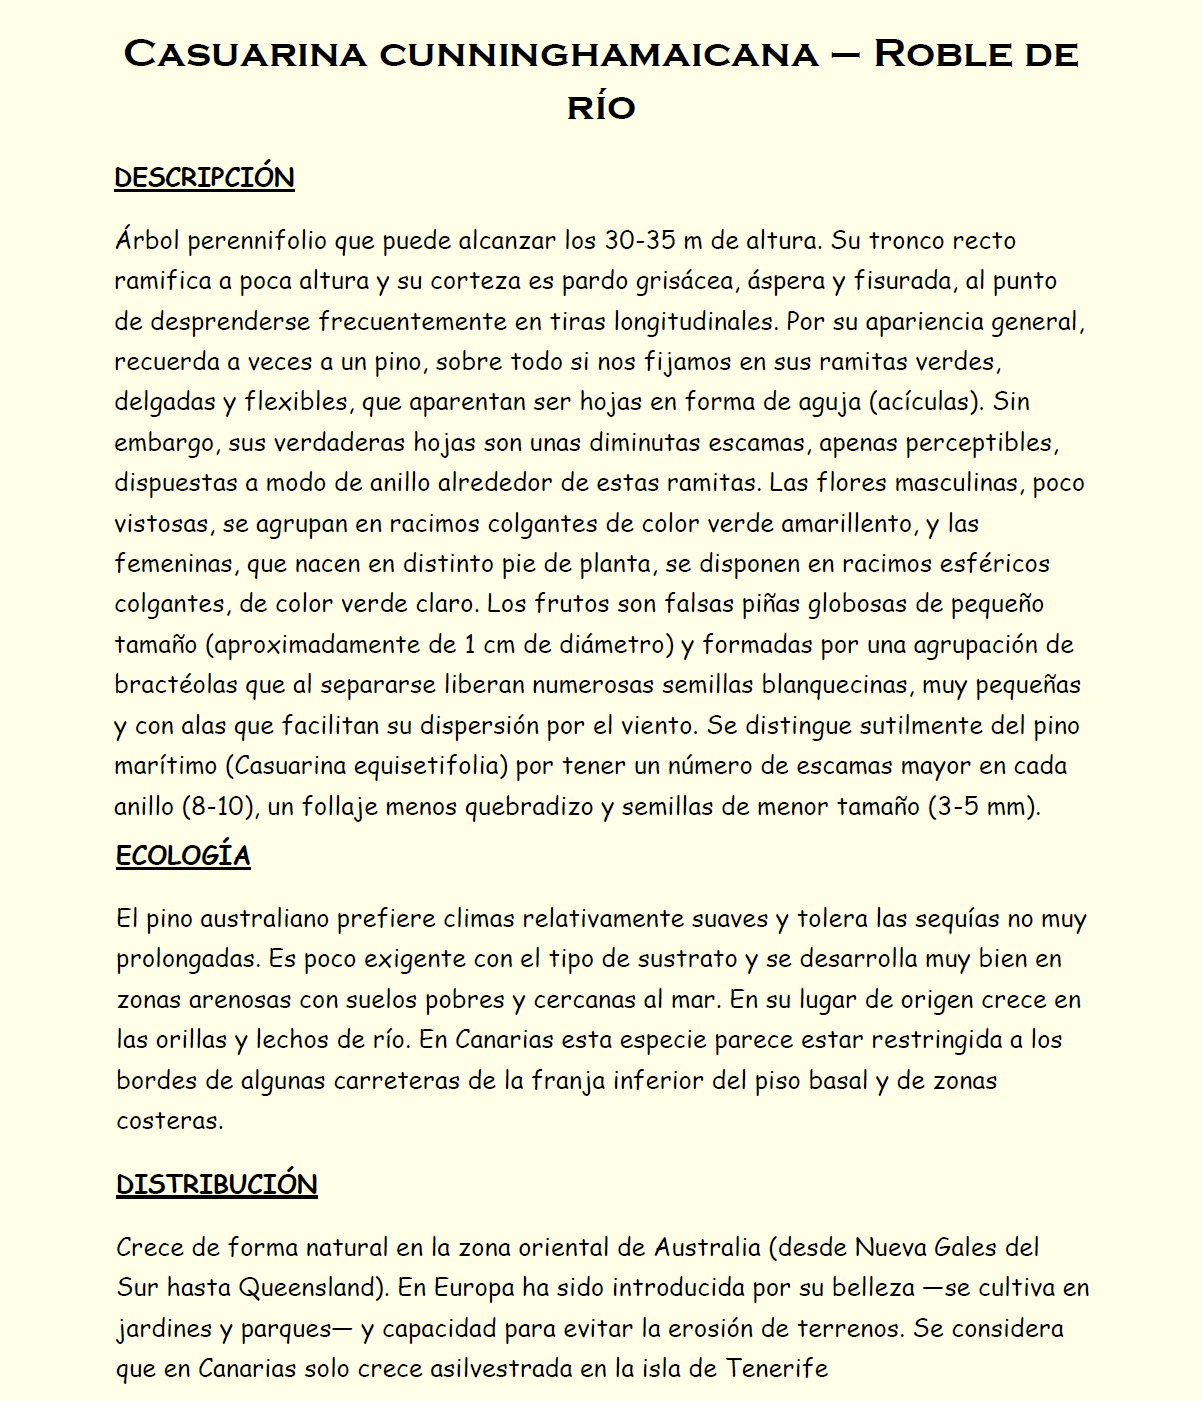 CASUARINA CUNNINGHAMAICANA – ROBLE DE
RÍO
DESCRIPCIÓN
Árbol perennifolio que puede alcanzar los 30-35 m de altura. Su tronco recto
ramifica a poca altura y su corteza es pardo grisácea, áspera y fisurada, al punto
de desprenderse frecuentemente en tiras longitudinales. Por su apariencia general,
recuerda a veces a un pino, sobre todo si nos fijamos en sus ramitas verdes,
delgadas y flexibles, que aparentan ser hojas en forma de aguja (acículas). Sin
embargo, sus verdaderas hojas son unas diminutas escamas, apenas perceptibles,
dispuestas a modo de anillo alrededor de estas ramitas. Las flores masculinas, poco
vistosas, se agrupan en racimos colgantes de color verde amarillento, y las
femeninas, que nacen en distinto pie de planta, se disponen en racimos esféricos
colgantes, de color verde claro. Los frutos son falsas piñas globosas de pequeño
tamaño (aproximadamente de 1 cm de diámetro) y formadas por una agrupación de
bractéolas que al separarse liberan numerosas semillas blanquecinas, muy pequeñas
y con alas que facilitan su dispersión por el viento. Se distingue sutilmente del pino
marítimo (Casuarina equisetifolia) por tener un número de escamas mayor en cada
anillo (8-10), un follaje menos quebradizo y semillas de menor tamaño (3-5 mm).
ECOLOGÍA
El pino australiano prefiere climas relativamente suaves y tolera las sequías no muy
prolongadas. Es poco exigente con el tipo de sustrato y se desarrolla muy bien en
zonas arenosas con suelos pobres y cercanas al mar. En su lugar de origen crece en
las orillas y lechos de río. En Canarias esta especie parece estar restringida a los
bordes de algunas carreteras de la franja inferior del piso basal y de zonas
costeras.
DISTRIBUCIÓN
Crece de forma natural en la zona oriental de Australia (desde Nueva Gales del
Sur hasta Queensland). En Europa ha sido introducida por su belleza —se cultiva en
jardines y parques— y capacidad para evitar la erosión de terrenos. Se considera
que en Canarias solo crece asilvestrada en la isla de Tenerife